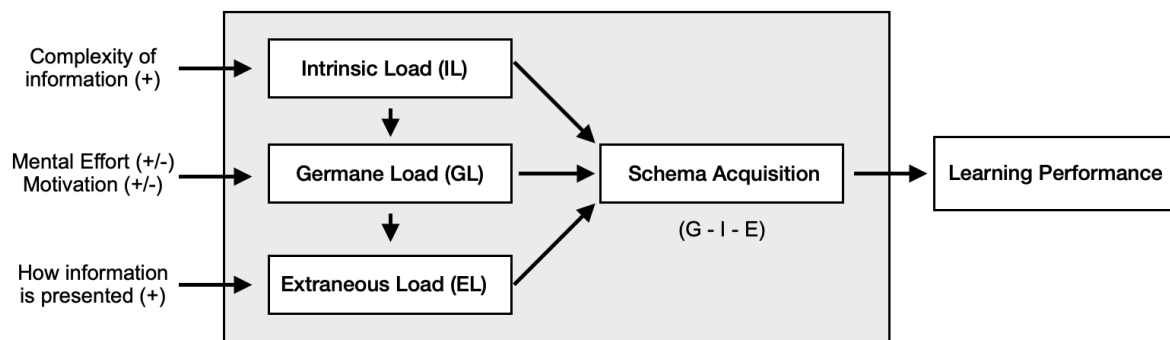 Complexity of
information (+)
Intrinsic Load (IL)
Mental Effort (+/-)
Motivation (+/-)
Germane Load (GL)
Schema Acquisition
(G - I - E)
Learning Performance
How information
is presented (+)
Extraneous Load (EL)